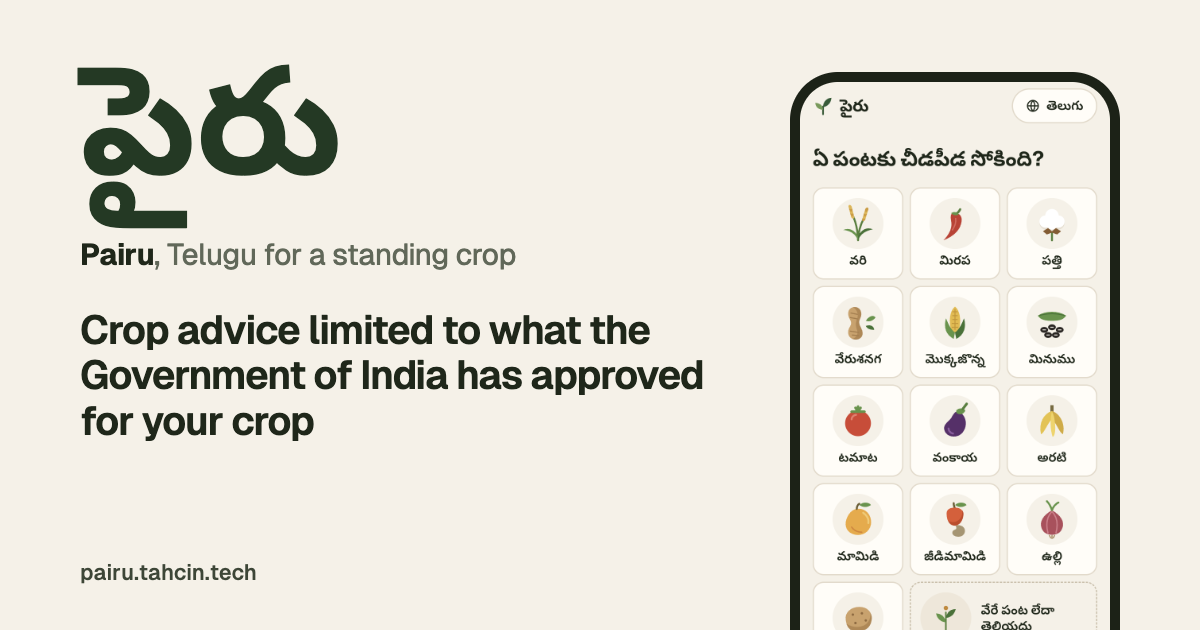 పైరు
Pairu, Telugu for a standing crop
Crop advice limited to what the
Government of India has approved
for your crop
pairu.tahcin.tech
పైరు
తెలుగు
ఏ పంటకు చీడపీడ సోకింది?
వరి
మిరప
పత్తి
వేరుశనగ
మొక్కజొన్న
మినుము
టమాట
వంకాయ
అరటి
మామిడి
జీడిమామిడి
ఉల్లి
వేరే పంట లేదా
తెలియదు